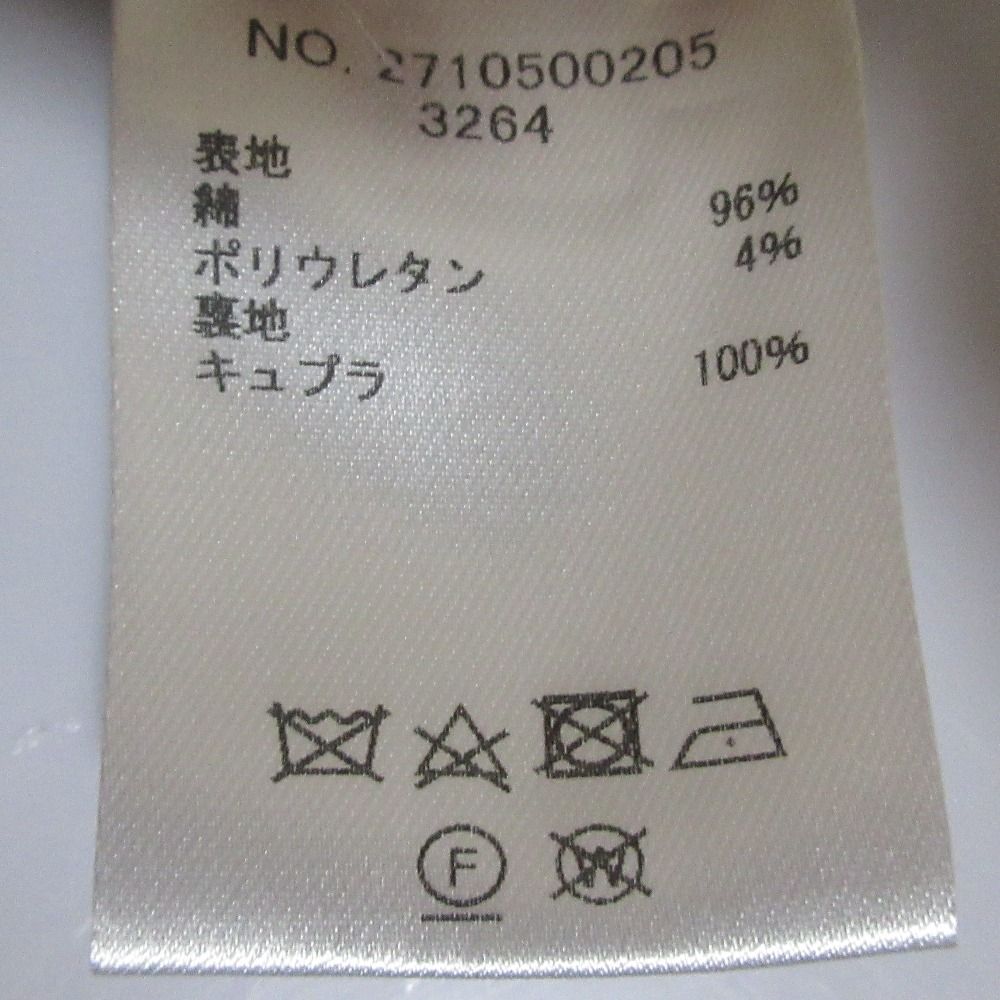 NO. 2710500205
3264
表地
綿 96%
ポリウレタン 4%
裏地
キュプラ 100%
F
W